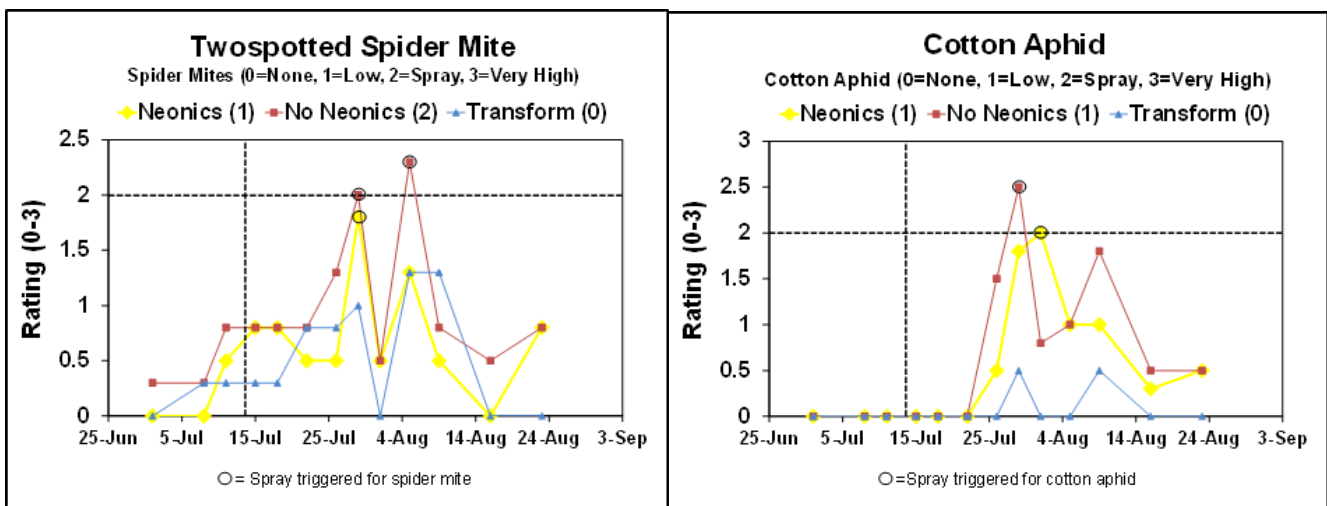 Twospotted Spider Mite
Spider Mites (0=None, 1=Low, 2=Spray, 3=Very High)
Neonics (1) No Neonics (2) Transform (0)
Rating (0-3)
2.5
2
1.5
1
0.5
0
25-Jun 5-Jul 15-Jul 25-Jul 4-Aug 14-Aug 24-Aug 3-Sep
O = Spray triggered for spider mite
Cotton Aphid
Cotton Aphid (0=None, 1=Low, 2=Spray, 3=Very High)
Neonics (1) No Neonics (1) Transform (0)
Rating (0-3)
3
2.5
2
1.5
1
0.5
0
25-Jun 5-Jul 15-Jul 25-Jul 4-Aug 14-Aug 24-Aug 3-Sep
O =Spray triggered for cotton aphid